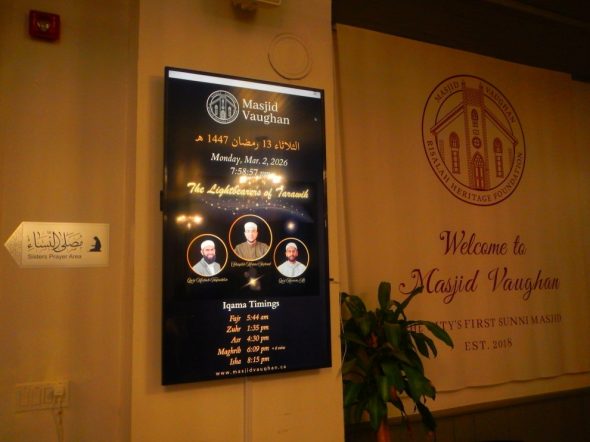 مصلى النساء
Sisters Prayer Area
Masjid
Vaughan
الثلاثاء 13 رمضان 1447 هـ
Monday, Mar. 2, 2026
7:58:57 pm
The Lightbearers of Tarawih
Iqama Timings
Fajr 5:44 am
Zuhr 1:35 pm
Asr 4:30 pm
Maghrib 6:09 pm
Isha 8:15 pm
www.masjidvaughan.ca
MASJID VAUGHAN
RISALAH HERITAGE FOUNDATION
Welcome to
Masjid Vaughan
CITY'S FIRST SUNNI MASJID
EST. 2018